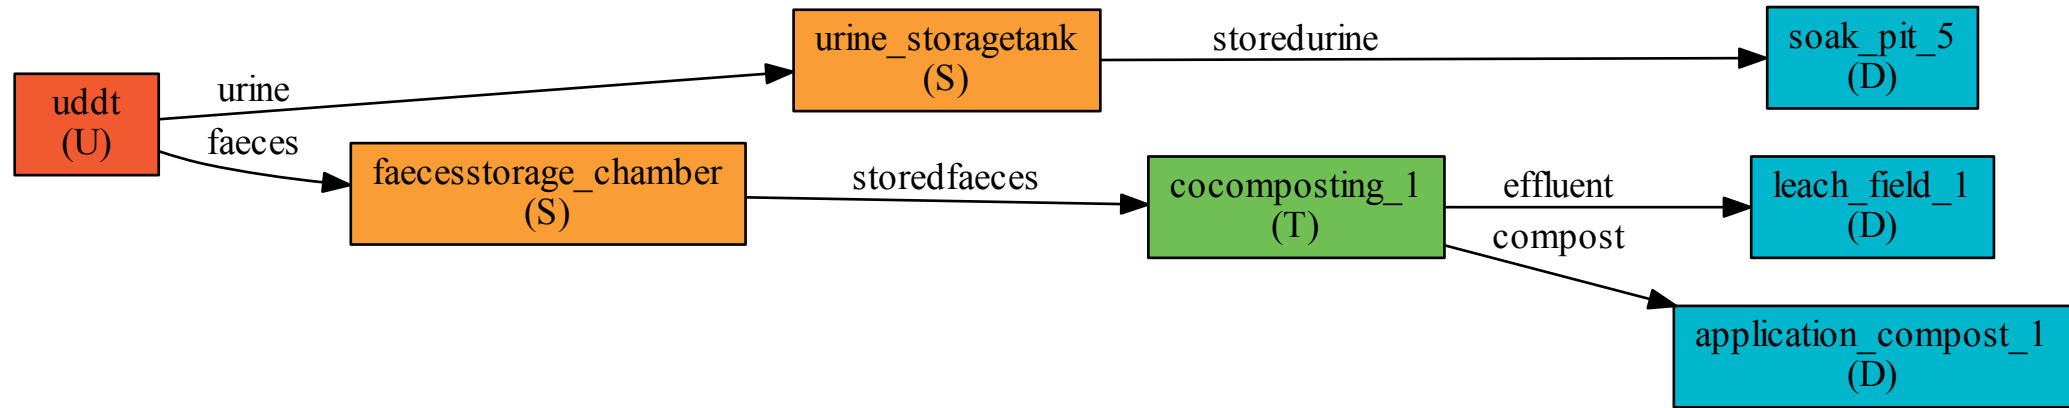 uddt
(U)
urine
faeces
urine_storagetank
(S)
faecesstorage_chamber
(S)
storedurine
storedfaeces
cocomposting_1
(T)
effluent
compost
soak_pit_5
(D)
leach_field_1
(D)
application_compost_1
(D)